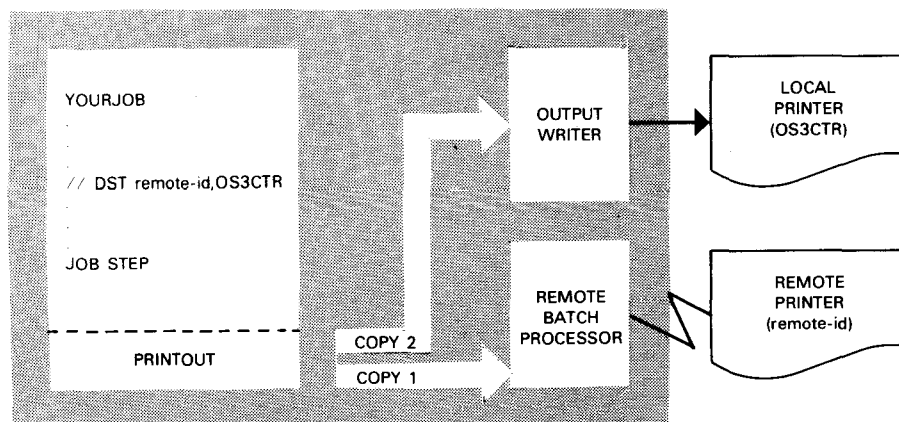 YOURJOB
// DST remote-id,OS3CTR
JOB STEP
PRINTOUT
COPY 2
COPY 1
OUTPUT
WRITER
REMOTE
BATCH
PROCESSOR
LOCAL
PRINTER
(OS3CTR)
REMOTE
PRINTER
(remote-id)